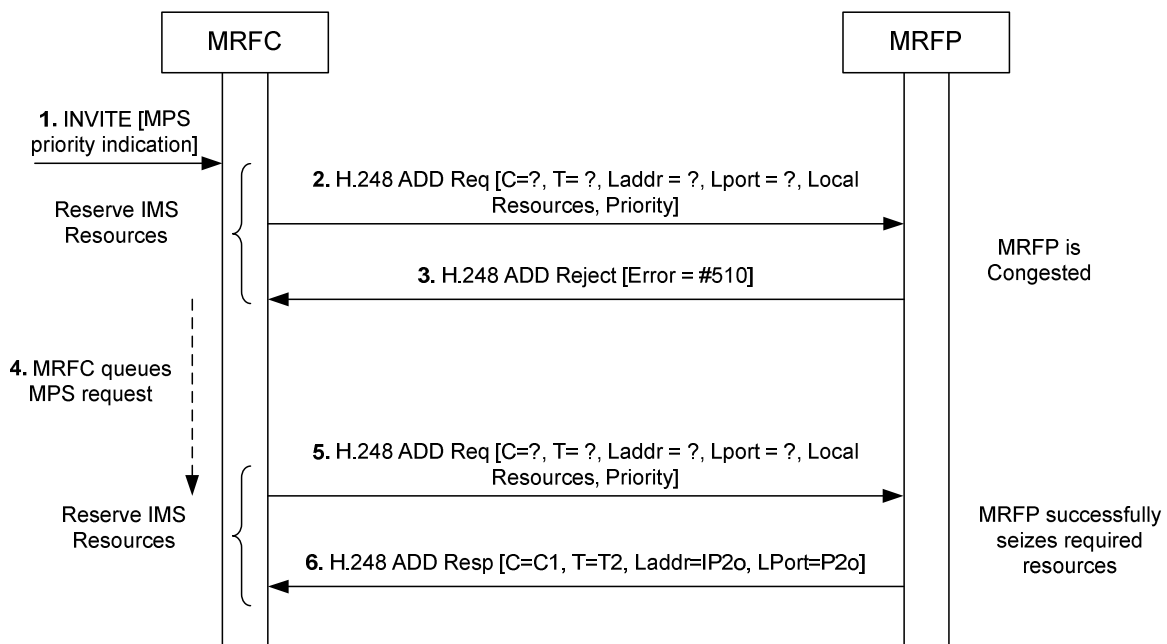 MRFC
MRFP
1. INVITE [MPS
priority indication]
2. H.248 ADD Req [C=?, T= ?, Laddr = ?, Lport = ?, Local
Resources, Priority]
Reserve IMS
Resources
MRFP is
Congested
3. H.248 ADD Reject [Error = #510]
4. MRFC queues
MPS request
5. H.248 ADD Req [C=?, T= ?, Laddr = ?, Lport = ?, Local
Resources, Priority]
Reserve IMS
Resources
MRFP successfully
seizes required
resources
6. H.248 ADD Resp [C=C1, T=T2, Laddr=IP2o, LPort=P2o]